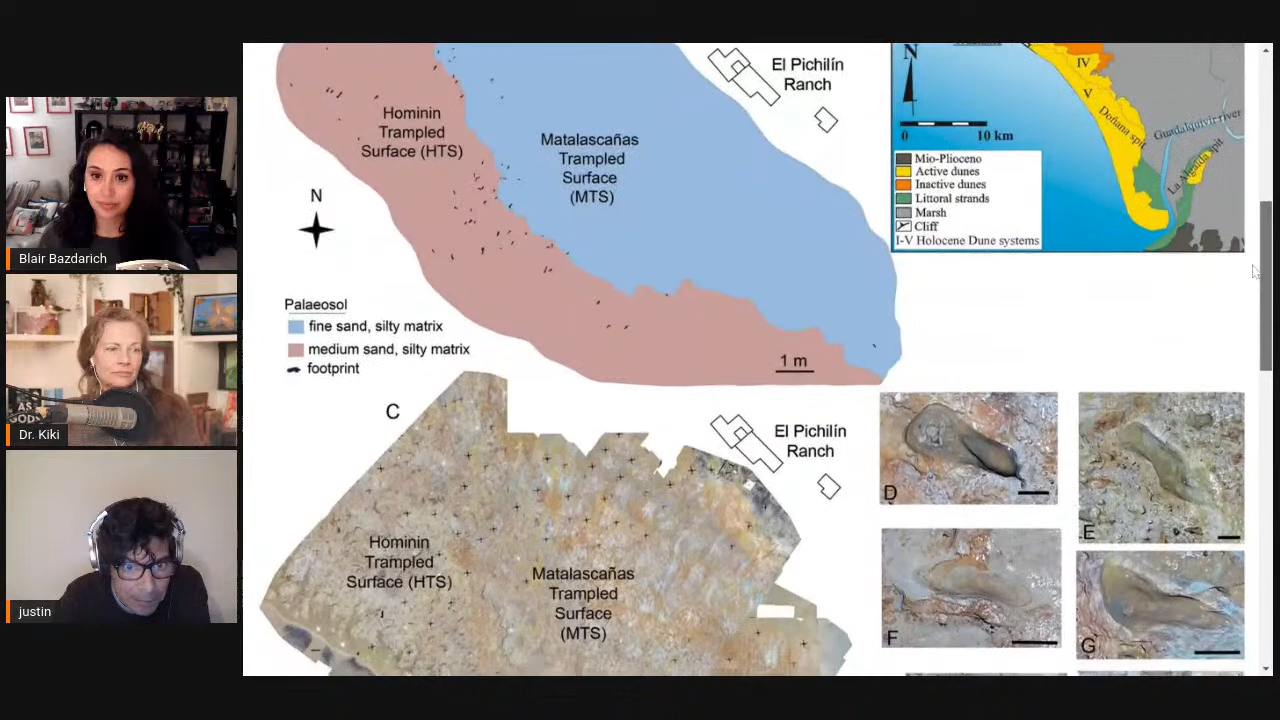 Blair Bazdarich
Dr. Kiki
justin
AS
GOD
Hominin
Trampled
Surface (HTS)
Matalascañas
Trampled
Surface
(MTS)
El Pichilín
Ranch
N
Palaeosol
fine sand, silty matrix
medium sand, silty matrix
footprint
1 m
N
0 10 km
IV
V
Doñana spit
Guadalquivir river
La Algaida spit
Mio-Plioceno
Active dunes
Inactive dunes
Littoral strands
Marsh
Cliff
I-V Holocene Dune systems
C
El Pichilín
Ranch
Hominin
Trampled
Surface (HTS)
Matalascañas
Trampled
Surface
(MTS)
D
E
F
G